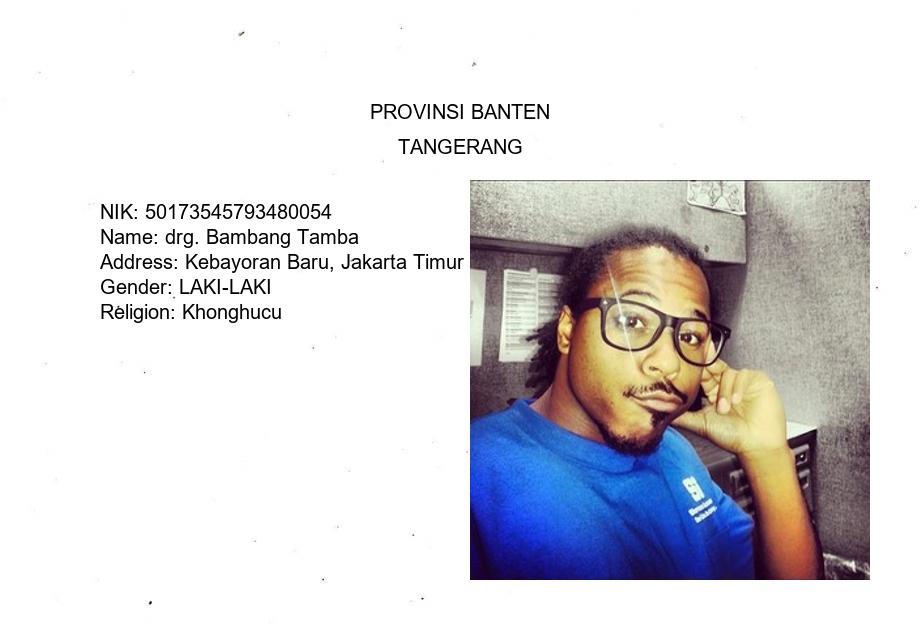 PROVINSI BANTEN
TANGERANG
NIK: 50173545793480054
Name: drg. Bambang Tamba
Address: Kebayoran Baru, Jakarta Timur
Gender: LAKI-LAKI
Religion: Khonghucu